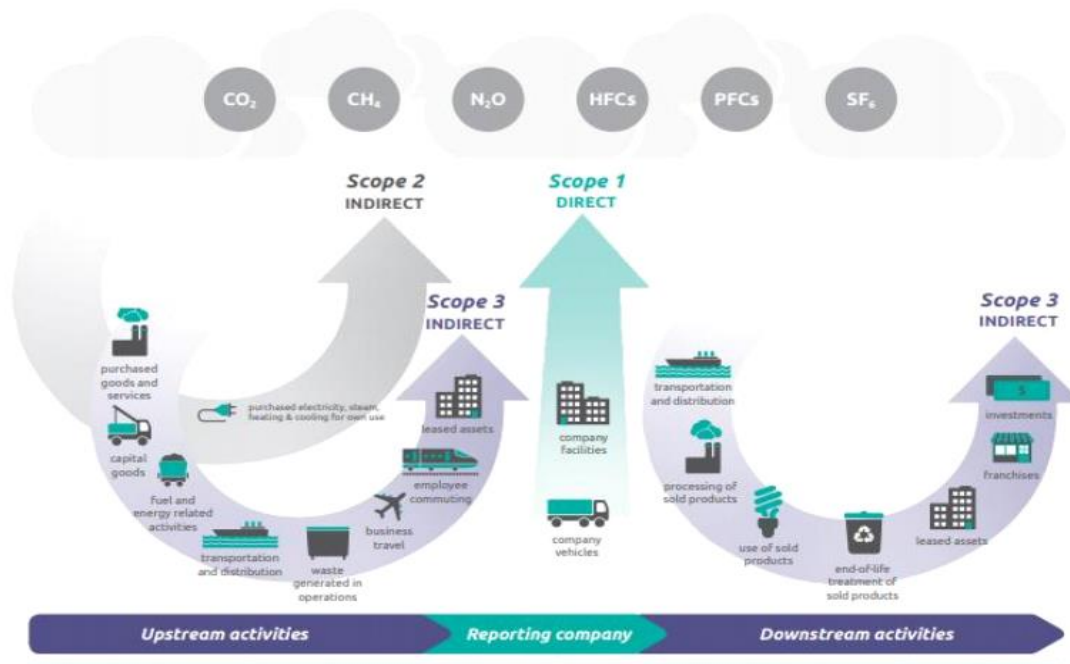 CO₂
CH₄
N₂O
HFCs
PFCs
SF₆
Scope 2
INDIRECT
Scope 1
DIRECT
Scope 3
INDIRECT
Scope 3
INDIRECT
purchased
goods and
services
capital
goods
fuel and
energy related
activities
purchased electricity, steam,
heating & cooling for own use
transportation
and distribution
waste
generated in
operations
business
travel
employee
commuting
leased assets
company
facilities
company
vehicles
transportation
and distribution
processing of
sold products
use of sold
products
end-of-life
treatment of
sold products
leased assets
franchises
$
investments
Upstream activities
Reporting company
Downstream activities